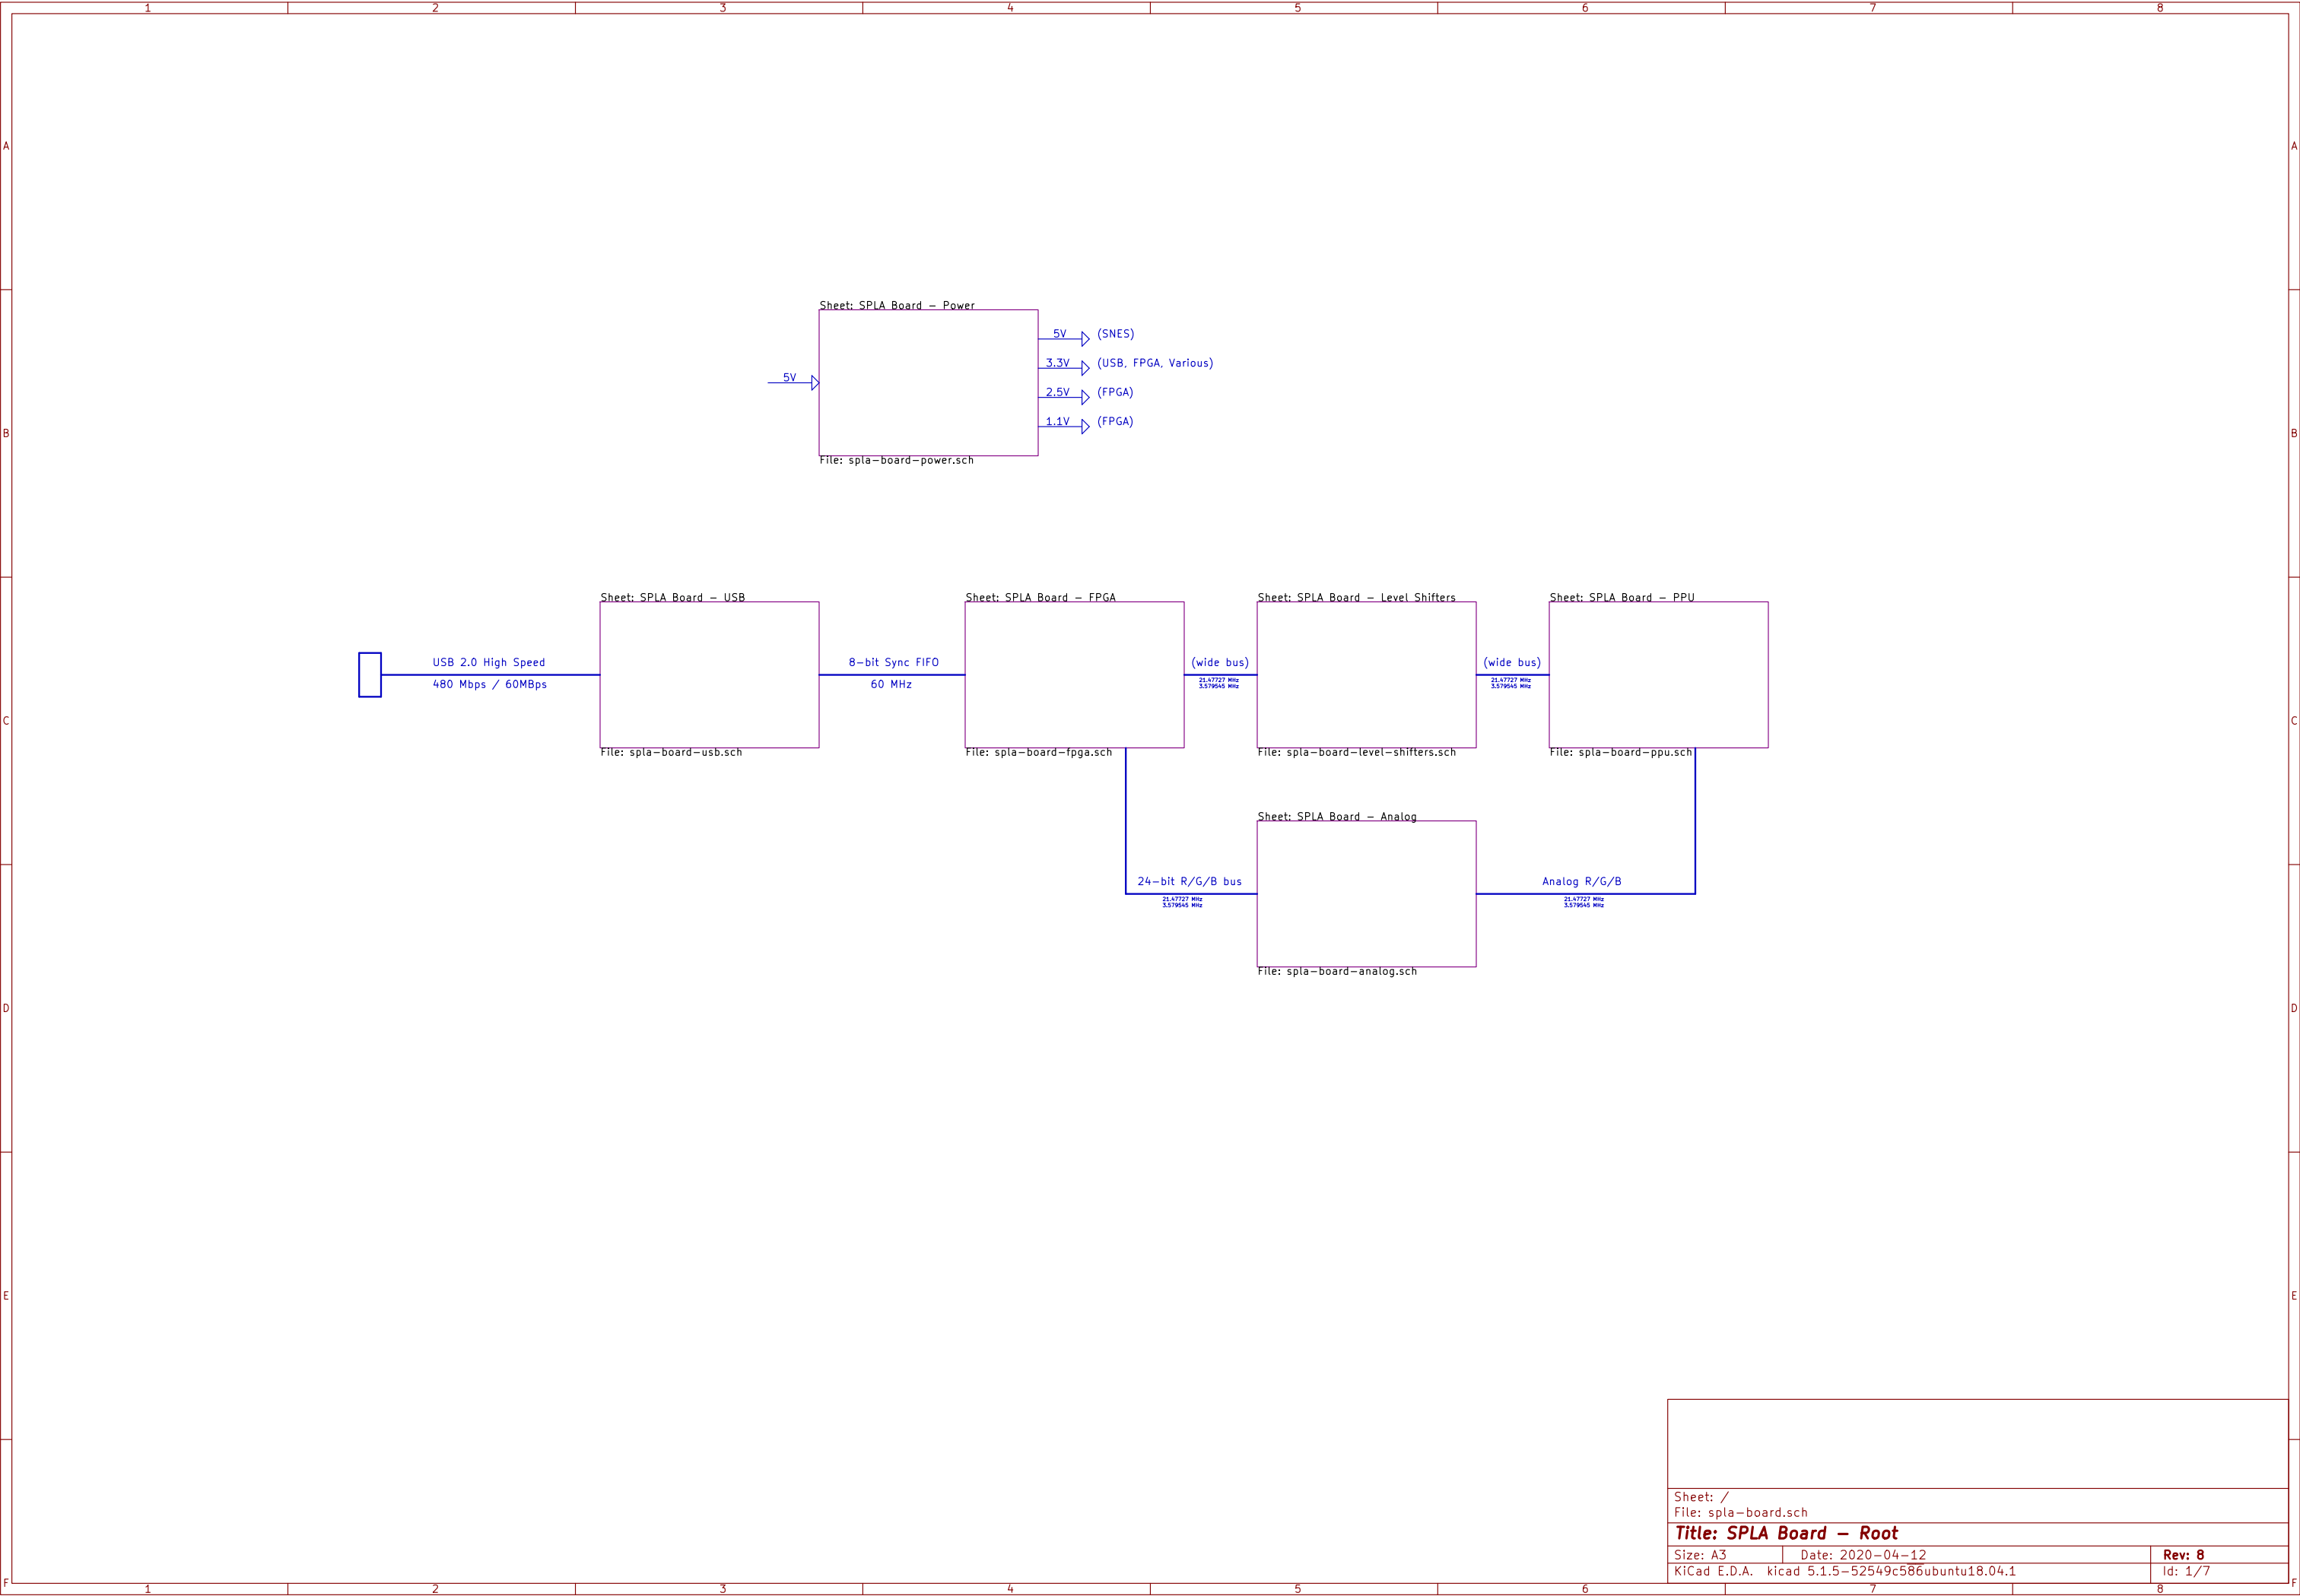 1 2 3 4 5 6 7 8
A A
Sheet: SPLA Board - Power
5V (SNES)
3.3V (USB, FPGA, Various)
5V
2.5V (FPGA)
1.1V (FPGA)
B B
File: spla-board-power.sch
Sheet: SPLA Board - USB
Sheet: SPLA Board - FPGA
Sheet: SPLA Board - Level Shifters
Sheet: SPLA Board - PPU
USB 2.0 High Speed
480 Mbps / 60MBps
8-bit Sync FIFO
60 MHz
(wide bus)
21.47727 MHz
3.579545 MHz
(wide bus)
21.47727 MHz
3.579545 MHz
C C
File: spla-board-usb.sch
File: spla-board-fpga.sch
File: spla-board-level-shifters.sch
File: spla-board-ppu.sch
Sheet: SPLA Board - Analog
24-bit R/G/B bus
21.47727 MHz
3.579545 MHz
Analog R/G/B
21.47727 MHz
3.579545 MHz
File: spla-board-analog.sch
D D
E E
Sheet: /
File: spla-board.sch
Title: SPLA Board - Root
Size: A3 Date: 2020-04-12 Rev: 8
KiCad E.D.A. kicad 5.1.5-52549c586ubuntu18.04.1 Id: 1/7
F F
1 2 3 4 5 6 7 8